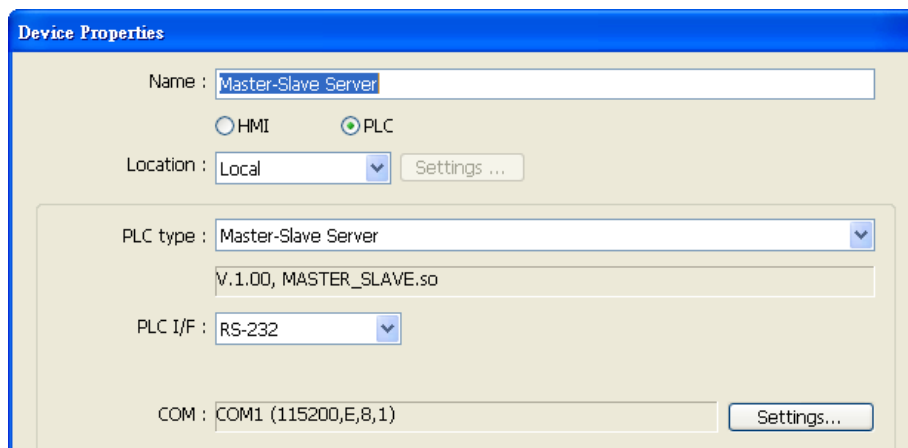 Device Properties
Name : Master-Slave Server
HMI PLC
Location : Local Settings ...
PLC type : Master-Slave Server
V.1.00, MASTER_SLAVE.so
PLC I/F : RS-232
COM : COM1 (115200,E,8,1) Settings...